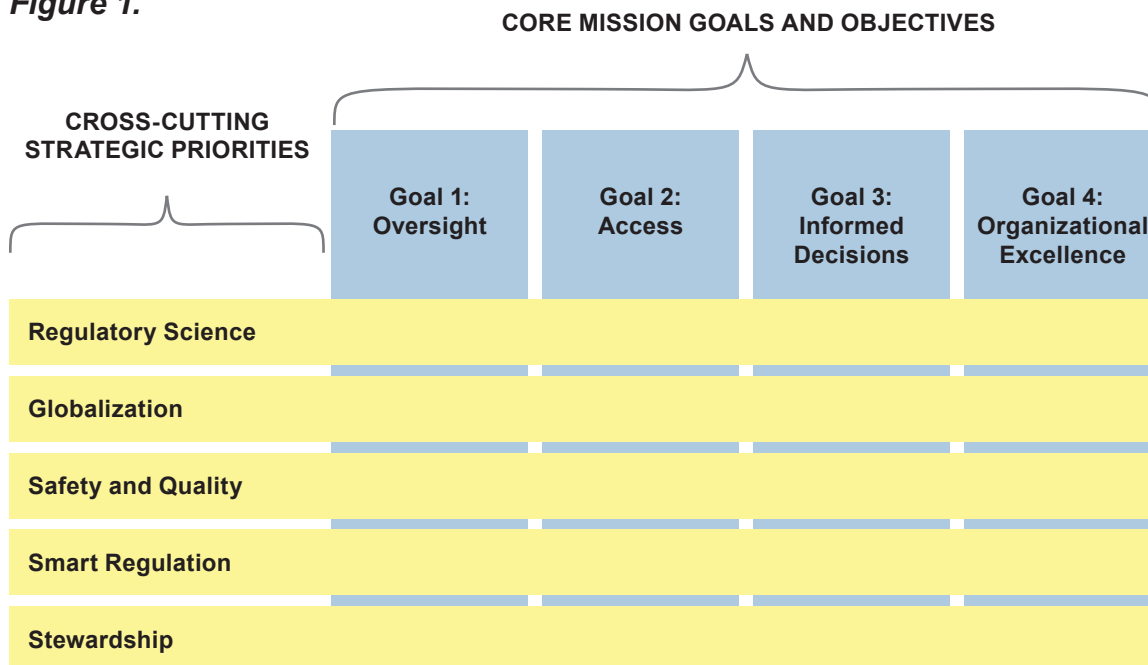 Figure 1.
CORE MISSION GOALS AND OBJECTIVES
CROSS-CUTTING
STRATEGIC PRIORITIES
Goal 1:
Oversight
Goal 2:
Access
Goal 3:
Informed
Decisions
Goal 4:
Organizational
Excellence
Regulatory Science
Globalization
Safety and Quality
Smart Regulation
Stewardship